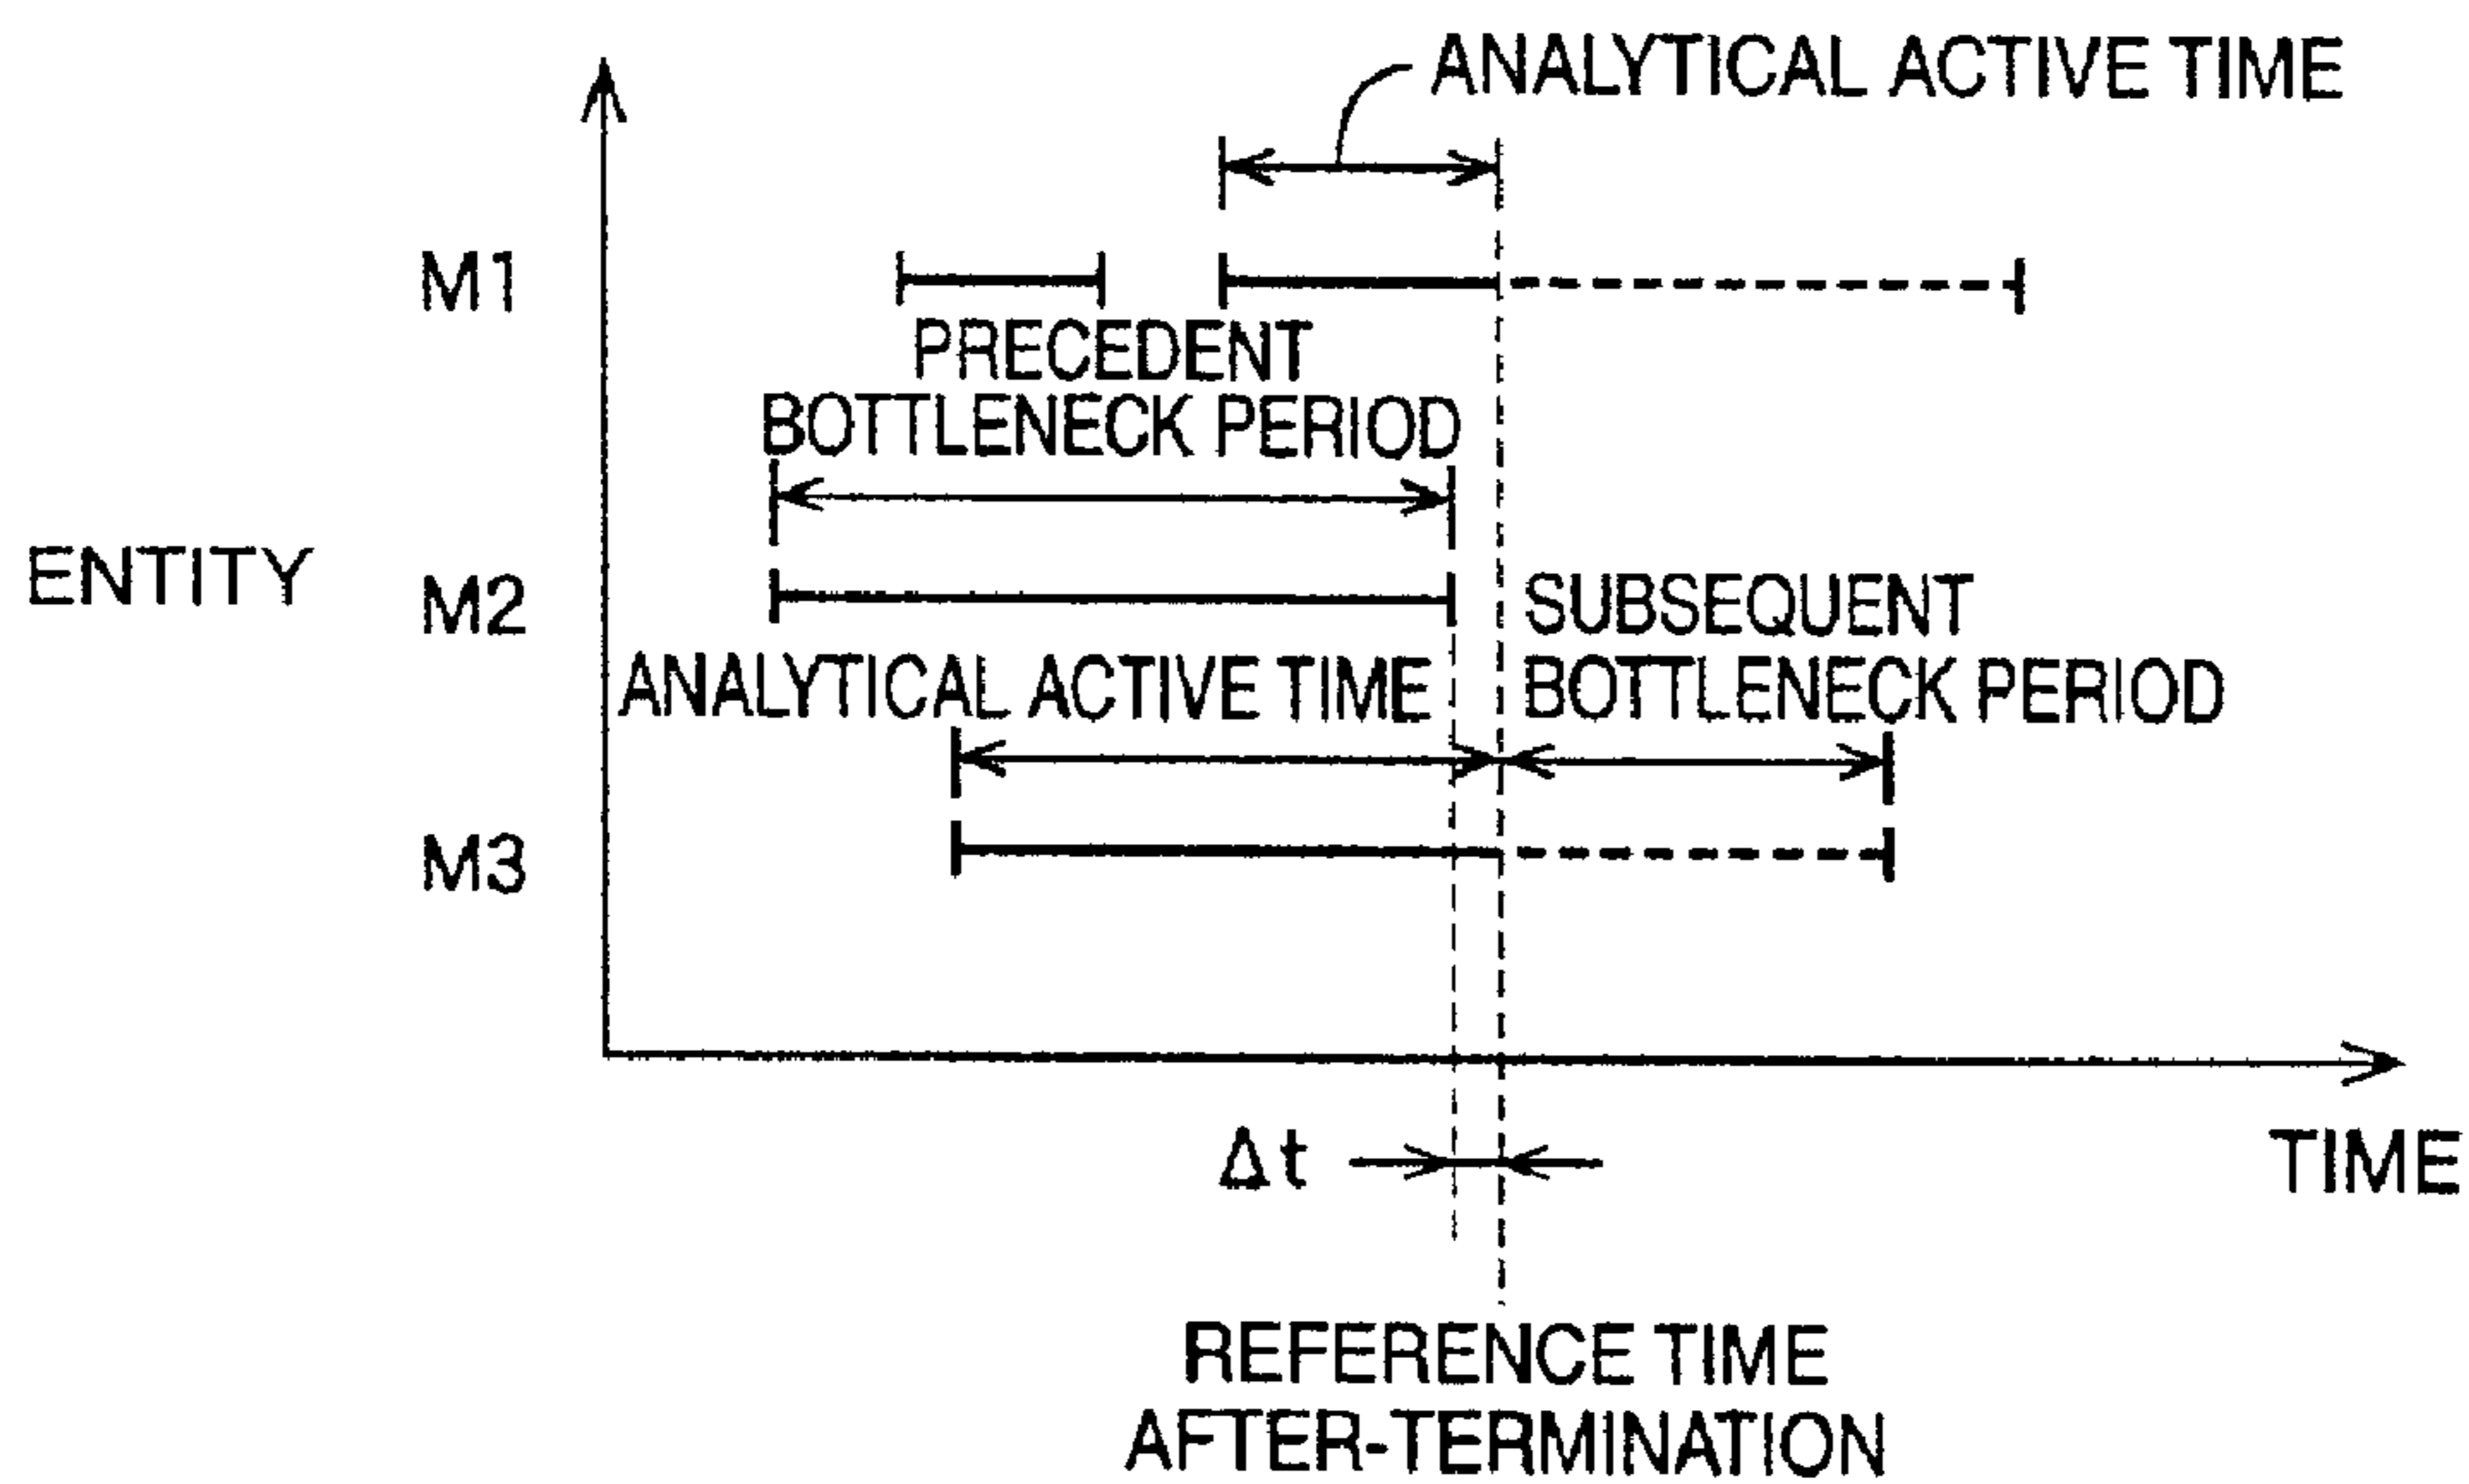 ANALYTICAL ACTIVE TIME
M1
PRECEDENT
BOTTLENECK PERIOD
ENTITY
M2
SUBSEQUENT
BOTTLENECK PERIOD
ANALYTICAL ACTIVE TIME
M3
Δt
TIME
REFERENCE TIME
AFTER-TERMINATION